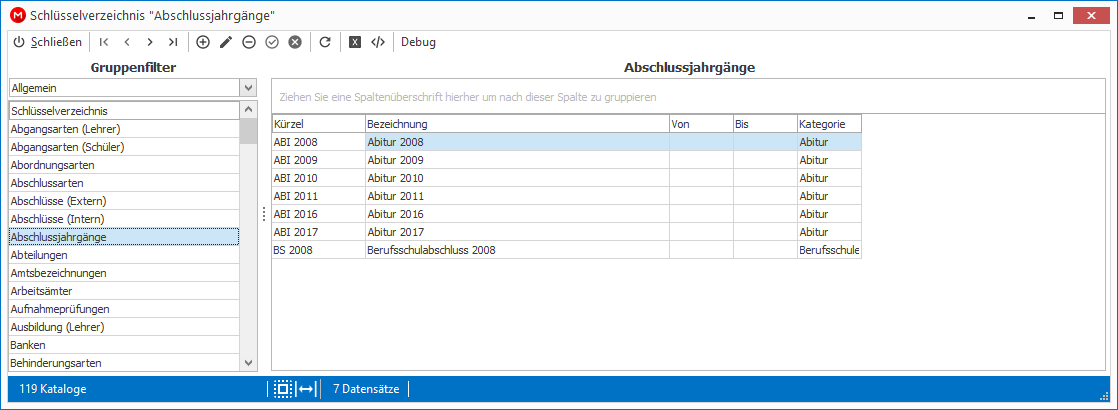 M Schlüsselverzeichnis "Abschlussjahrgänge"
Schließen X </> Debug
Gruppenfilter
Allgemein
Schlüsselverzeichnis
Abgangsarten (Lehrer)
Abgangsarten (Schüler)
Abordnungsarten
Abschlussarten
Abschlüsse (Extern)
Abschlüsse (Intern)
Abschlussjahrgänge
Abteilungen
Amtsbezeichnungen
Arbeitsämter
Aufnahmeprüfungen
Ausbildung (Lehrer)
Banken
Behinderungsarten
Abschlussjahrgänge
Ziehen Sie eine Spaltenüberschrift hierher um nach dieser Spalte zu gruppieren
Kürzel Bezeichnung Von Bis Kategorie
ABI 2008 Abitur 2008 Abitur
ABI 2009 Abitur 2009 Abitur
ABI 2010 Abitur 2010 Abitur
ABI 2011 Abitur 2011 Abitur
ABI 2016 Abitur 2016 Abitur
ABI 2017 Abitur 2017 Abitur
BS 2008 Berufsschulabschluss 2008 Berufsschule
119 Kataloge 7 Datensätze